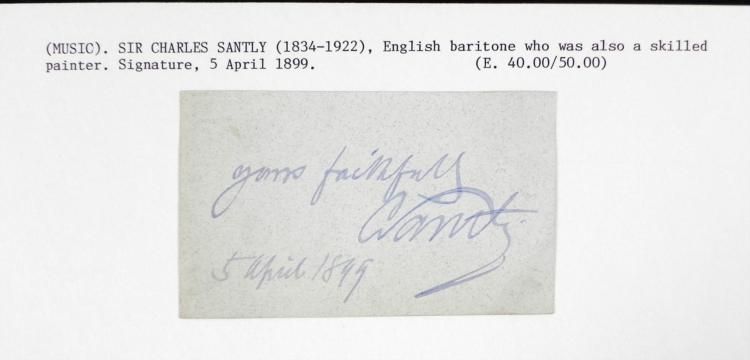 (MUSIC). SIR CHARLES SANTLY (1834-1922), English baritone who was also a skilled
painter. Signature, 5 April 1899. (E. 40.00/50.00)
yours faithfully
CSantley
5 April 1899